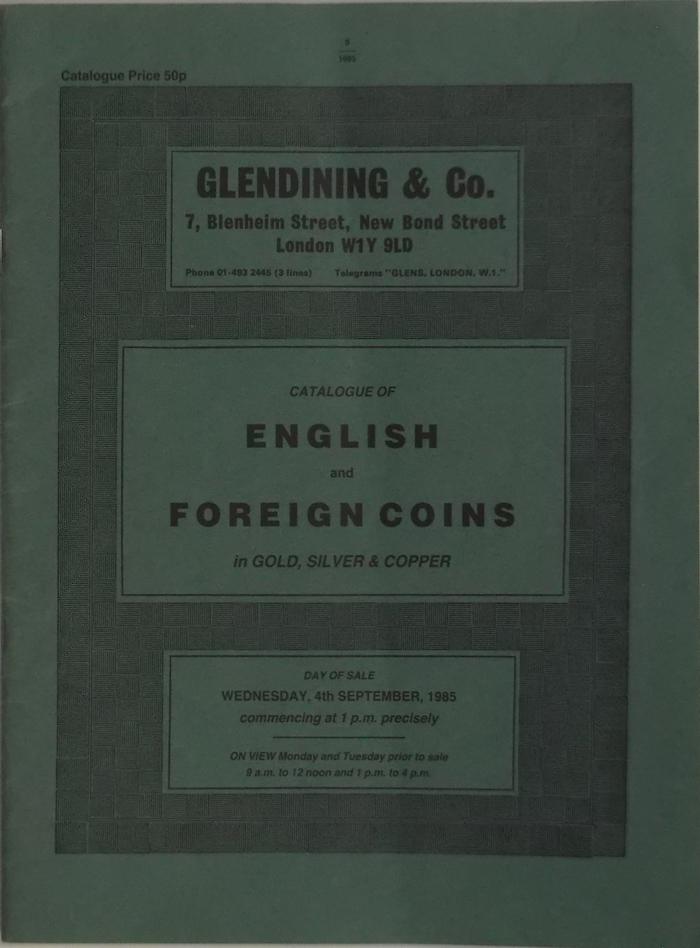 9
1985
Catalogue Price 50p
GLENDINING & Co.
7, Blenheim Street, New Bond Street
London W1Y 9LD
Phone 01-493 2445 (3 lines) Telegrams "GLENS, LONDON, W.1."
CATALOGUE OF
ENGLISH
and
FOREIGN COINS
in GOLD, SILVER & COPPER
DAY OF SALE
WEDNESDAY, 4th SEPTEMBER, 1985
commencing at 1 p.m. precisely
ON VIEW Monday and Tuesday prior to sale
9 a.m. to 12 noon and 1 p.m. to 4 p.m.